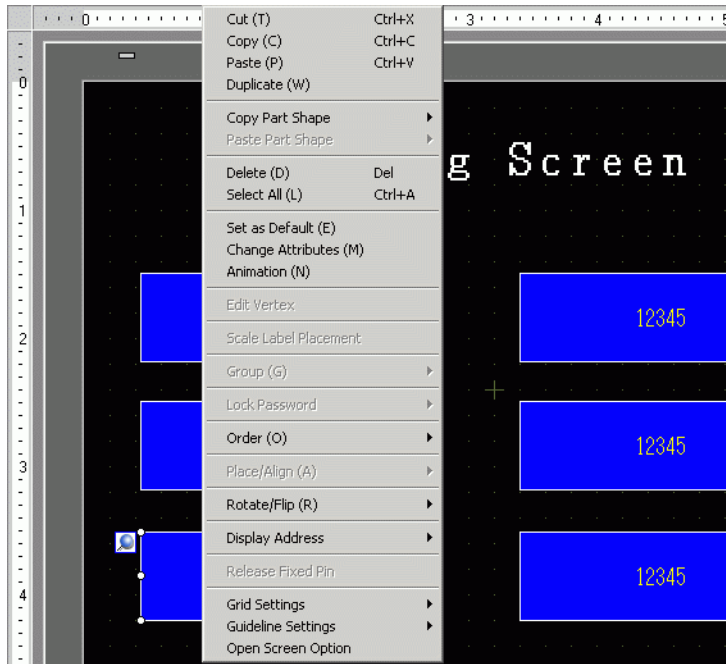 0 3 4 5
Cut (T) Ctrl+X
Copy (C) Ctrl+C
Paste (P) Ctrl+V
Duplicate (W)
Copy Part Shape
Paste Part Shape
Delete (D) Del
Select All (L) Ctrl+A
Set as Default (E)
Change Attributes (M)
Animation (N)
Edit Vertex
Scale Label Placement
Group (G)
Lock Password
Order (O)
Place/Align (A)
Rotate/Flip (R)
Display Address
Release Fixed Pin
Grid Settings
Guideline Settings
Open Screen Option
0
1
2
3
4
g Screen
12345
12345
12345